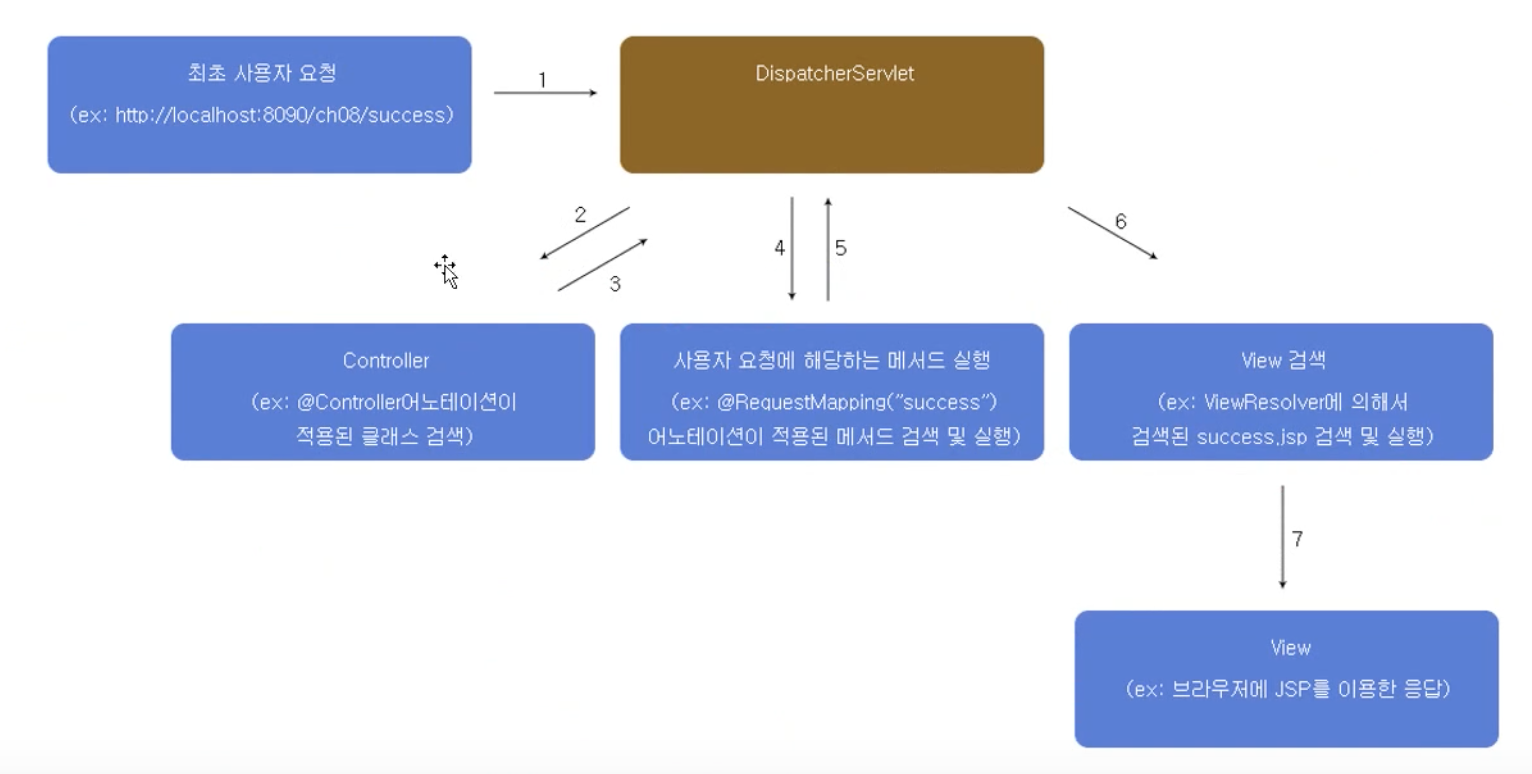 최초 사용자 요청
(ex: http://localhost:8090/ch08/success)
1
DispatcherServlet
2
3
4
5
6
Controller
(ex: @Controller어노테이션이
적용된 클래스 검색)
사용자 요청에 해당하는 메서드 실행
(ex: @RequestMapping("success")
어노테이션이 적용된 메서드 검색 및 실행)
View 검색
(ex: ViewResolver에 의해서
검색된 success.jsp 검색 및 실행)
7
View
(ex: 브라우저에 JSP를 이용한 응답)